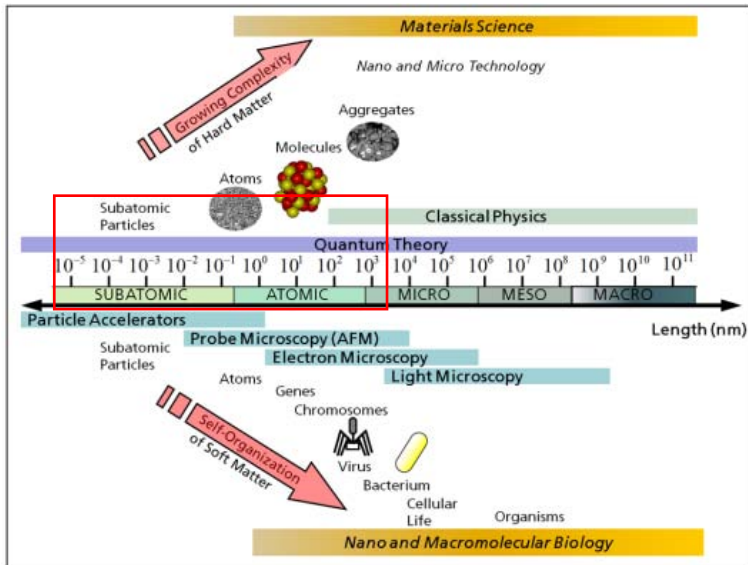 Materials Science
Nano and Micro Technology
Growing Complexity
of Hard Matter
Aggregates
Molecules
Atoms
Subatomic
Particles
Classical Physics
Quantum Theory
10⁻⁵ 10⁻⁴ 10⁻³ 10⁻² 10⁻¹ 10⁰ 10¹ 10² 10³ 10⁴ 10⁵ 10⁶ 10⁷ 10⁸ 10⁹ 10¹⁰ 10¹¹
SUBATOMIC ATOMIC MICRO MESO MACRO
Length (nm)
Particle Accelerators
Probe Microscopy (AFM)
Electron Microscopy
Light Microscopy
Subatomic
Particles
Atoms
Genes
Chromosomes
Virus
Bacterium
Cellular
Life
Organisms
Self-Organization
of Soft Matter
Nano and Macromolecular Biology